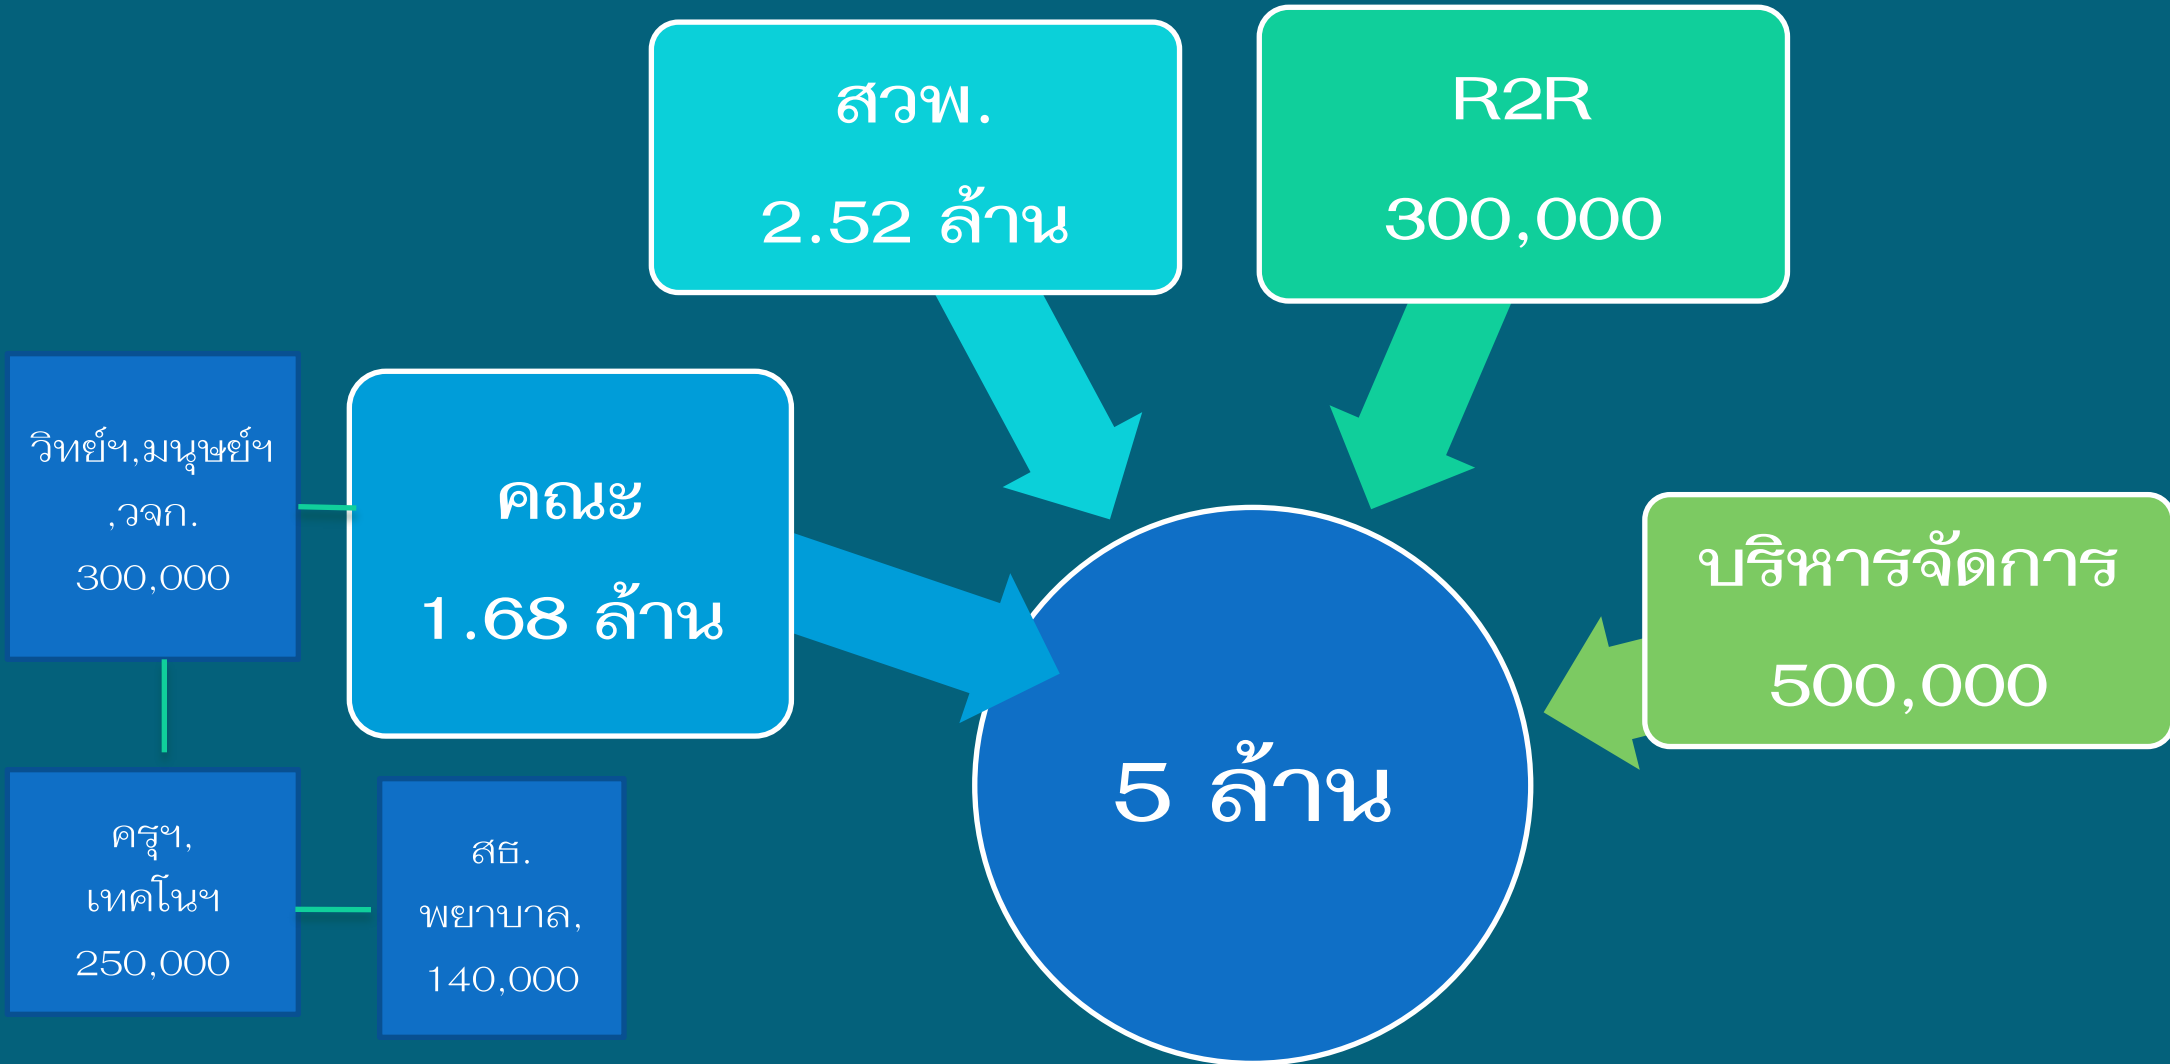 สวพ.
2.52 ล้าน
R2R
300,000
วิทย์ฯ,มนุษย์ฯ
,วจก.
300,000
คณะ
1.68 ล้าน
บริหารจัดการ
500,000
5 ล้าน
ครุฯ,
เทคโนฯ
250,000
สธ.
พยาบาล,
140,000